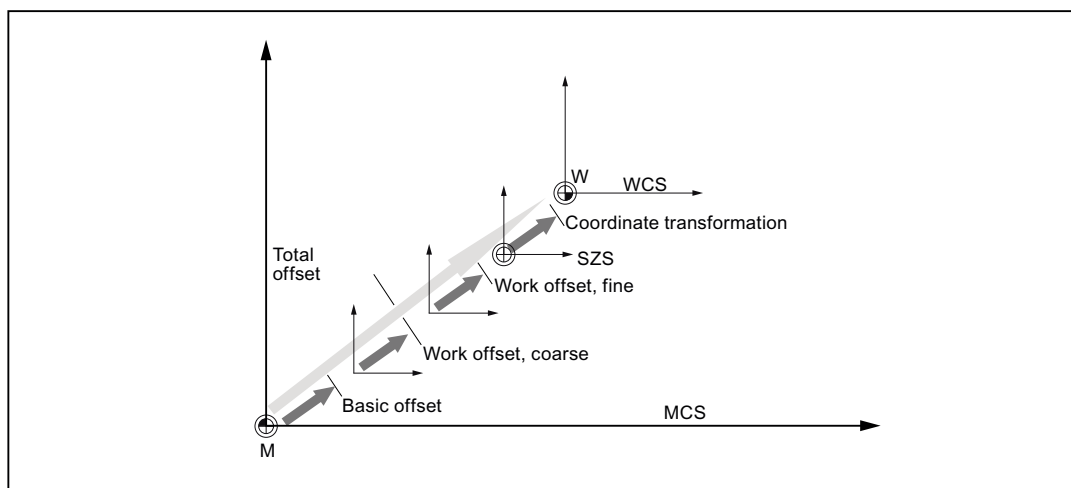 W
WCS
Coordinate transformation
Total
offset
SZS
Work offset, fine
Work offset, coarse
Basic offset
MCS
M